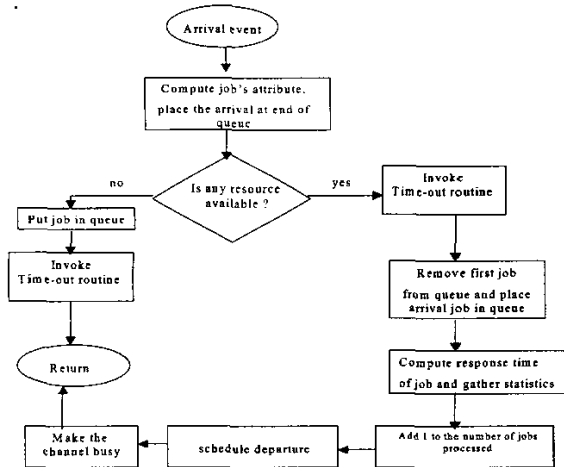 Arrival event
Compute job's attribute,
place the arrival at end of
queue
Is any resource
available ?
no
yes
Invoke
Time-out routine
Put job in queue
Invoke
Time-out routine
Remove first job
from queue and place
arrival job in queue
Return
Compute response time
of job and gather statistics
Make the
channel busy
schedule departure
Add 1 to the number of jobs
processed